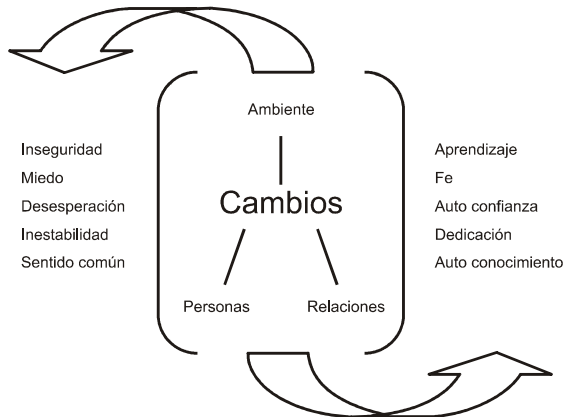 Ambiente
Inseguridad
Miedo
Desesperación
Inestabilidad
Sentido común
Cambios
Personas
Relaciones
Aprendizaje
Fe
Auto confianza
Dedicación
Auto conocimiento